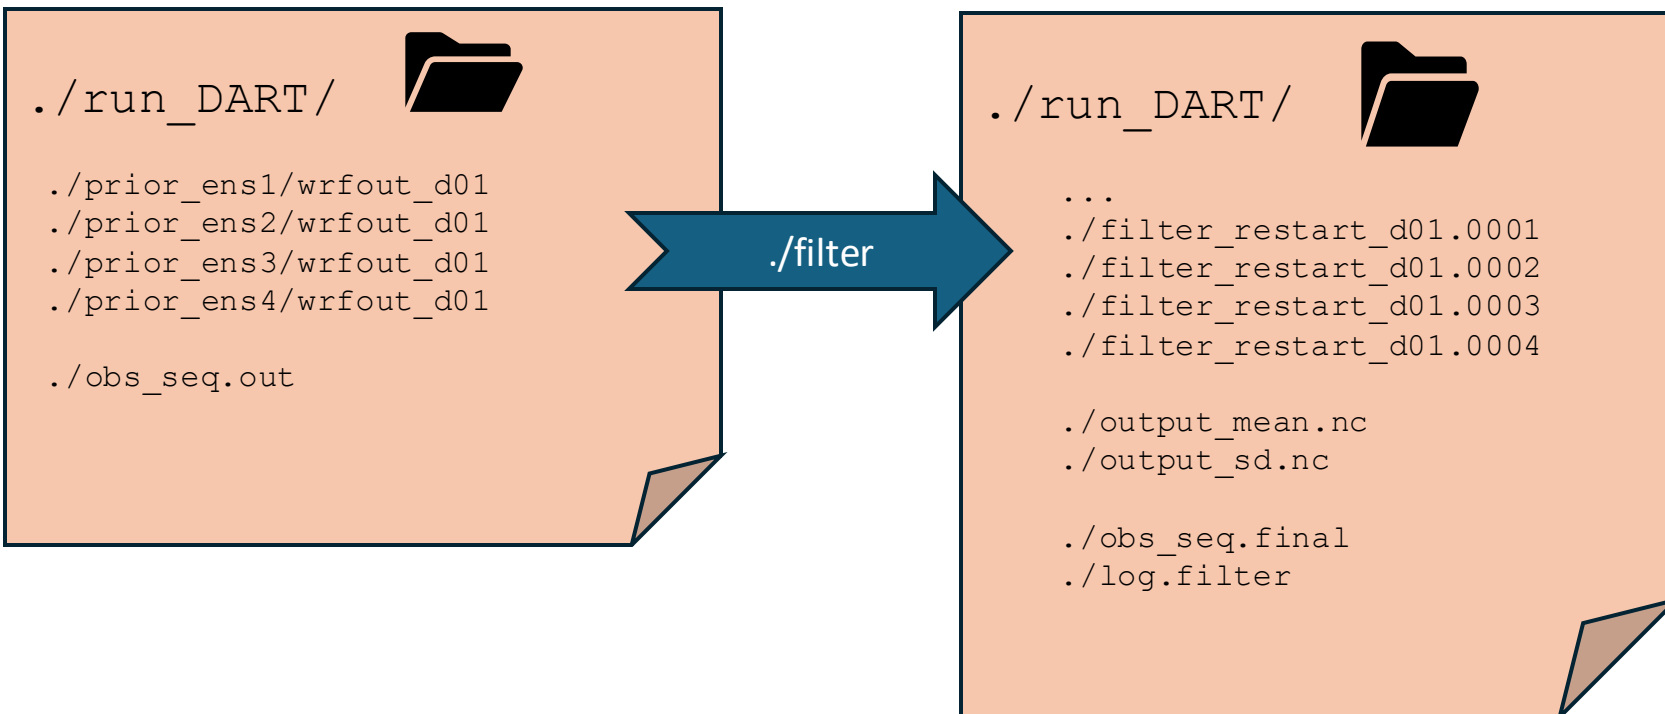 ./run_DART/
./prior_ens1/wrfout_d01
./prior_ens2/wrfout_d01
./prior_ens3/wrfout_d01
./prior_ens4/wrfout_d01
./obs_seq.out
./filter
./run_DART/
...
./filter_restart_d01.0001
./filter_restart_d01.0002
./filter_restart_d01.0003
./filter_restart_d01.0004
./output_mean.nc
./output_sd.nc
./obs_seq.final
./log.filter